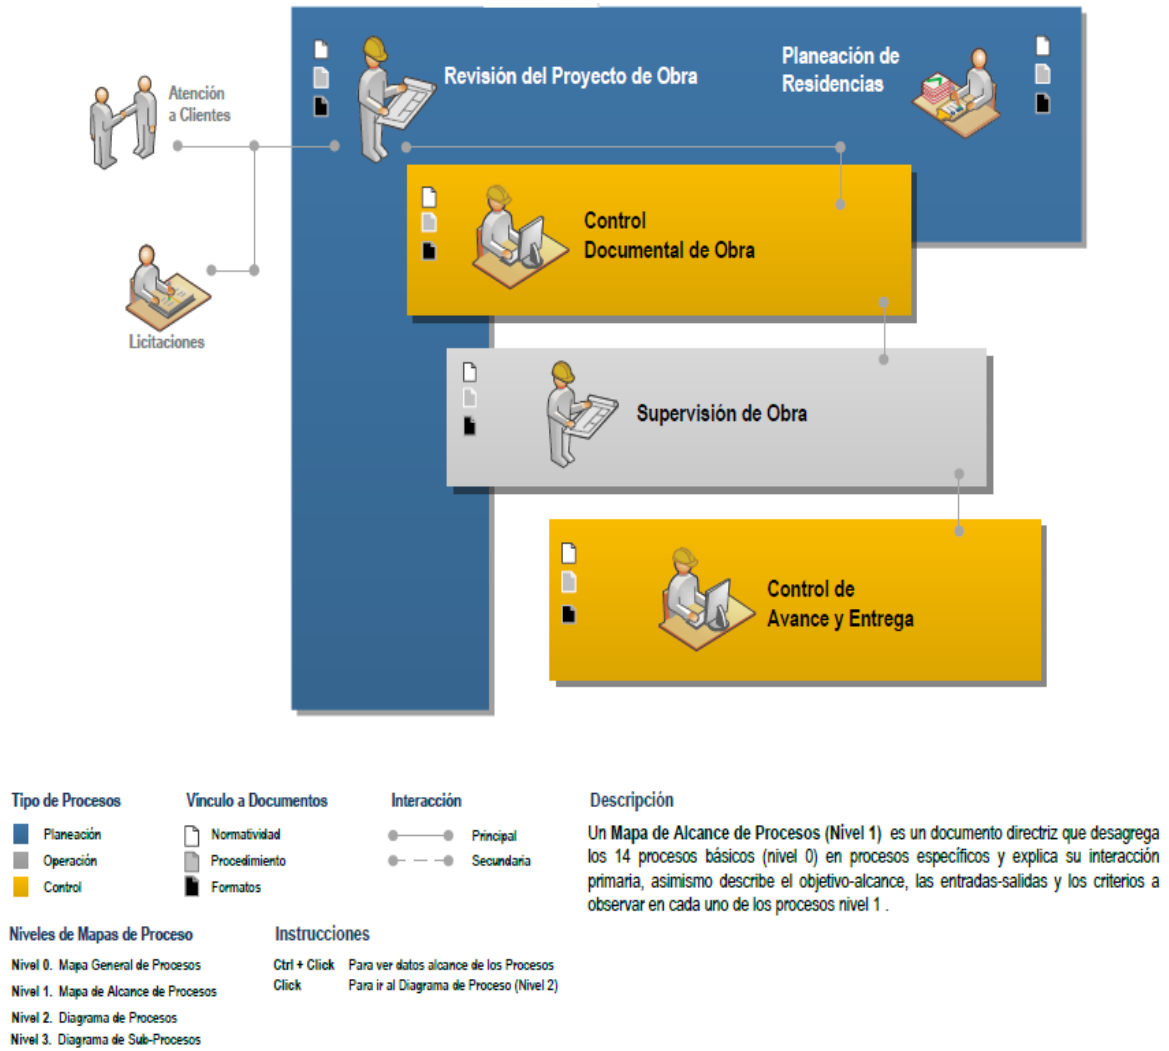 Atención
a Clientes
Licitaciones
Revisión del Proyecto de Obra
Planeación de
Residencias
Control
Documental de Obra
Supervisión de Obra
Control de
Avance y Entrega
Tipo de Procesos
Planeación
Operación
Control
Vínculo a Documentos
Normatividad
Procedimiento
Formatos
Interacción
Principal
Secundaria
Descripción
Un Mapa de Alcance de Procesos (Nivel 1) es un documento directriz que desagrega
los 14 procesos básicos (nivel 0) en procesos específicos y explica su interacción
primaria, asimismo describe el objetivo-alcance, las entradas-salidas y los criterios a
observar en cada uno de los procesos nivel 1 .
Niveles de Mapas de Proceso
Nivel 0. Mapa General de Procesos
Nivel 1. Mapa de Alcance de Procesos
Nivel 2. Diagrama de Procesos
Nivel 3. Diagrama de Sub-Procesos
Instrucciones
Ctrl + Click Para ver datos alcance de los Procesos
Click Para ir al Diagrama de Proceso (Nivel 2)